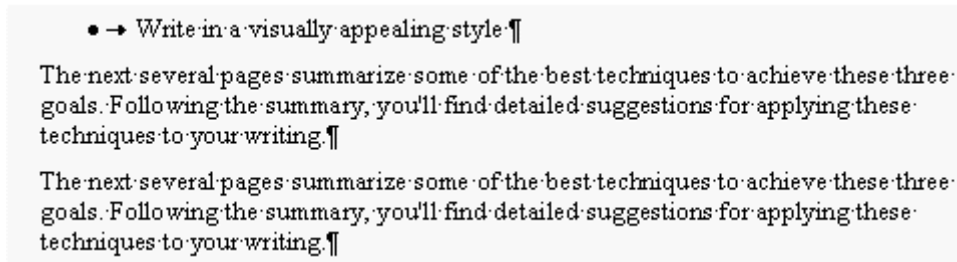 • → Write in a visually appealing style ¶
The next several pages summarize some of the best techniques to achieve these three
goals. Following the summary, you'll find detailed suggestions for applying these
techniques to your writing.¶
The next several pages summarize some of the best techniques to achieve these three
goals. Following the summary, you'll find detailed suggestions for applying these
techniques to your writing.¶